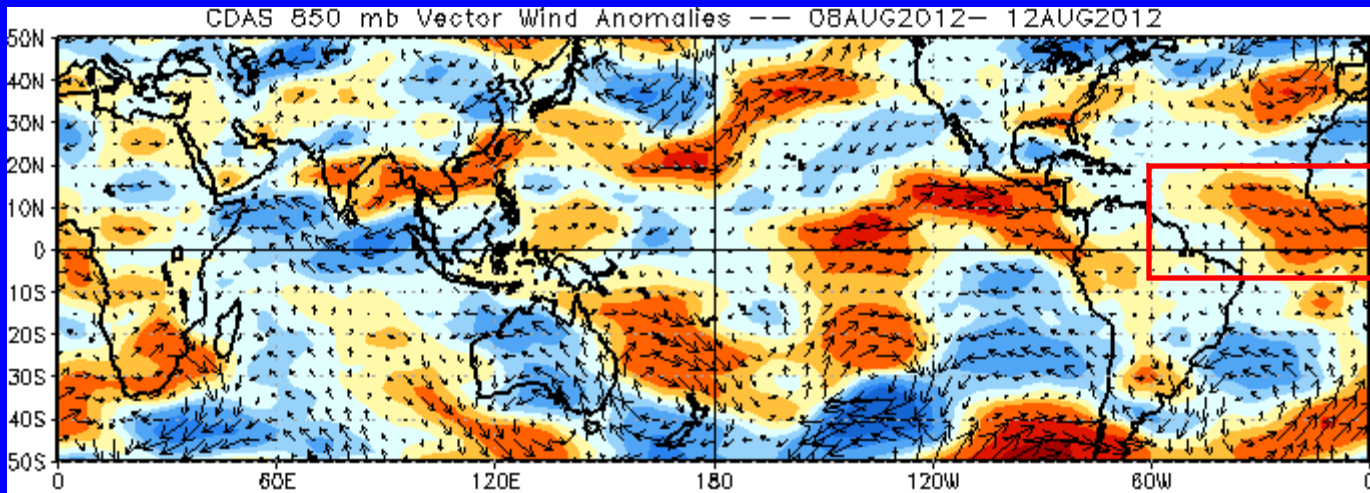 CDAS 850 mb Vector Wind Anomalies -- 08AUG2012- 12AUG2012
50N
40N
30N
20N
10N
0
10S
20S
30S
40S
50S
0 60E 120E 180 120W 60W 0